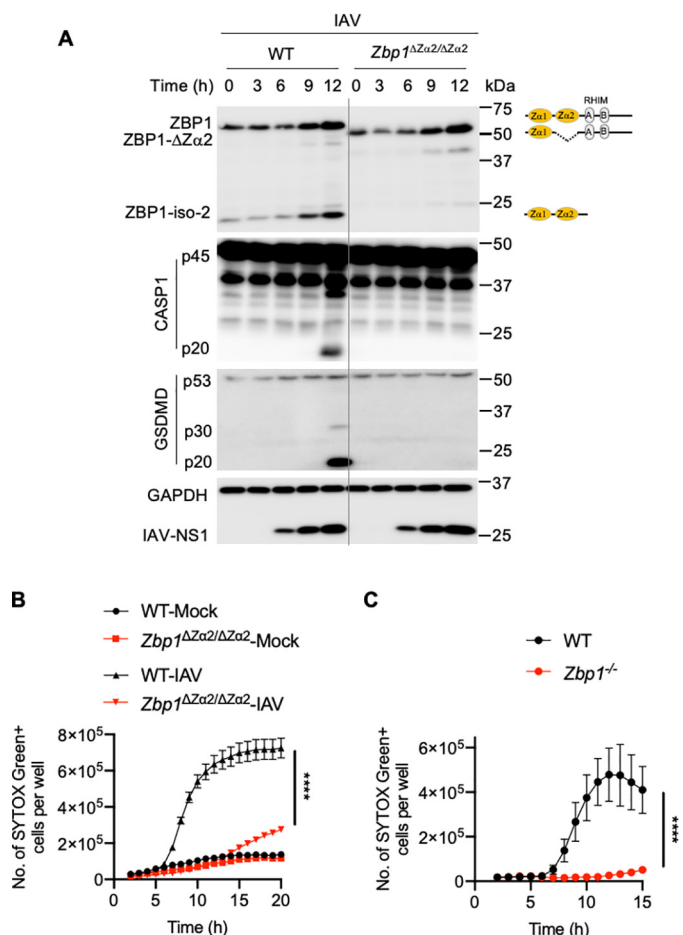 A
IAV
WT Zbp1ΔZα2/ΔZα2
Time (h) 0 3 6 9 12 0 3 6 9 12 kDa
RHIM
ZBP1 75
Zα1 Zα2 A B
ZBP1-ΔZα2 50
Zα1 A B
37
25
ZBP1-iso-2 Zα1 Zα2
p45 50
37
CASP1
25
p20
p53 50
37
GSDMD
p30
25
p20
GAPDH 37
IAV-NS1 25
B
WT-Mock
Zbp1ΔZα2/ΔZα2-Mock
WT-IAV
Zbp1ΔZα2/ΔZα2-IAV
No. of SYTOX Green+
cells per well
8×10⁵
6×10⁵
4×10⁵
2×10⁵
0
0 5 10 15 20
Time (h)
****
C
WT
Zbp1-/-
No. of SYTOX Green+
cells per well
6×10⁵
4×10⁵
2×10⁵
0
0 5 10 15
Time (h)
****